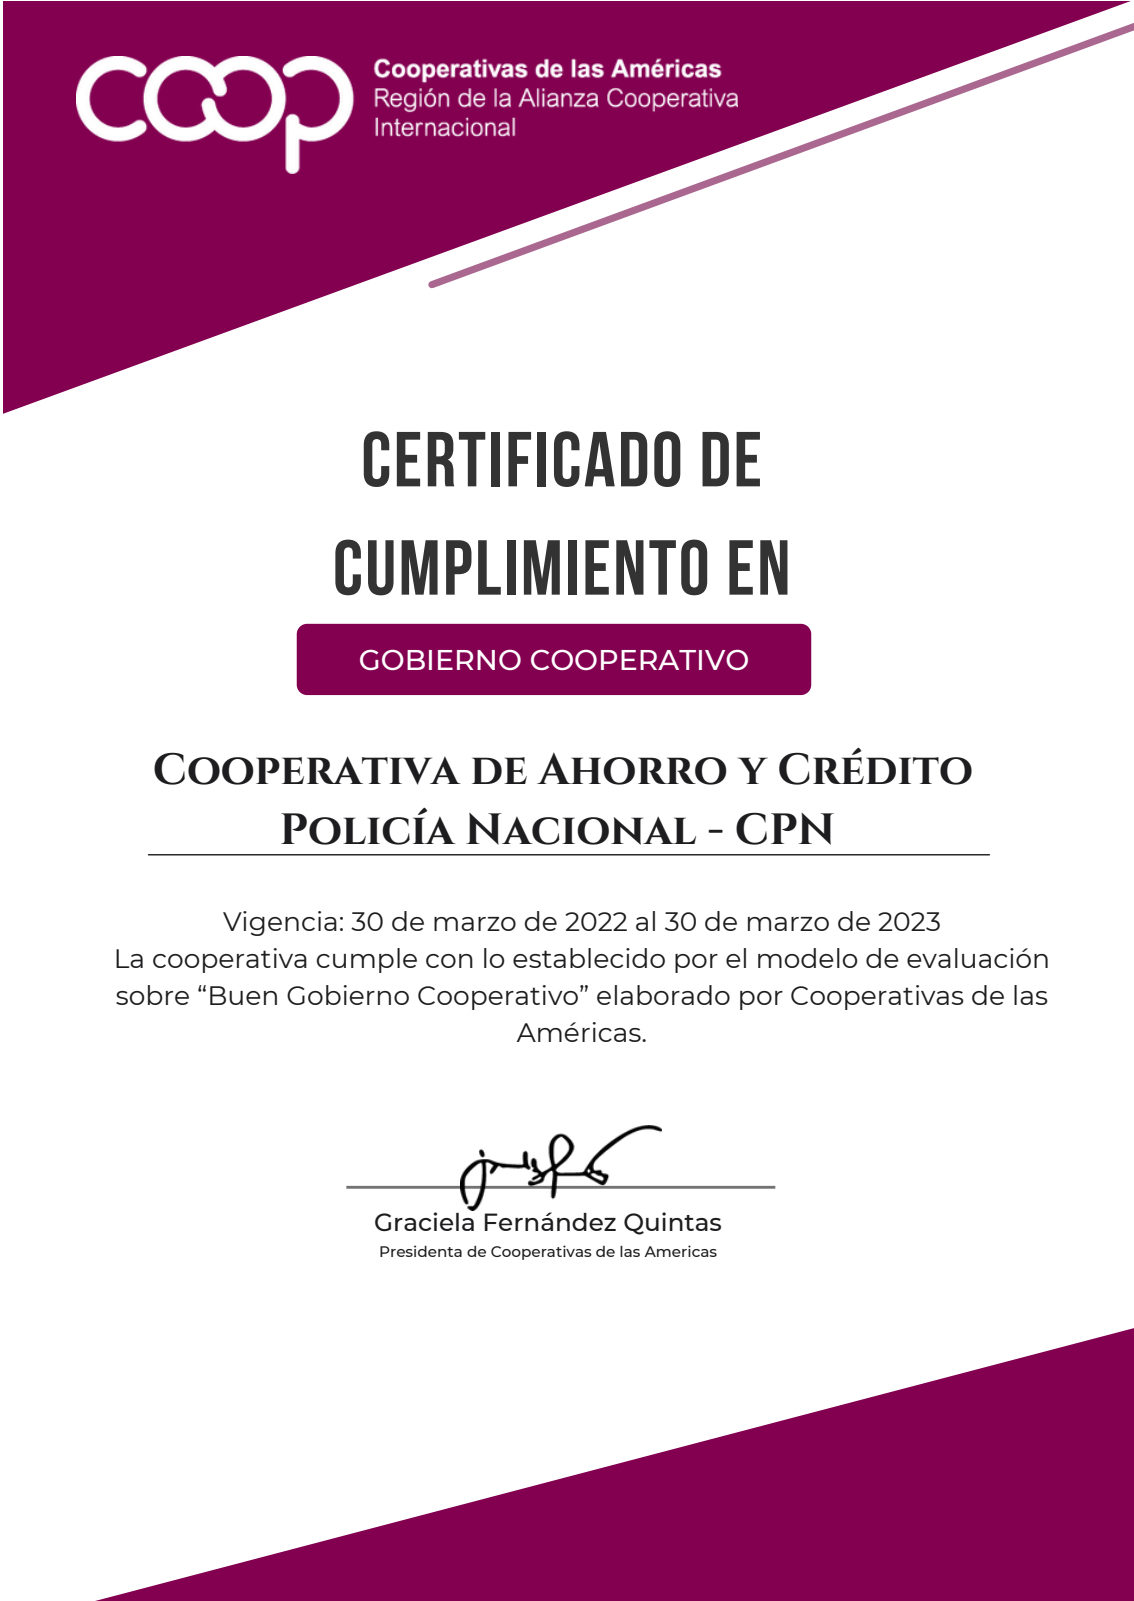 coop
Cooperativas de las Américas
Región de la Alianza Cooperativa
Internacional
CERTIFICADO DE
CUMPLIMIENTO EN
GOBIERNO COOPERATIVO
Cooperativa de Ahorro y Crédito
Policía Nacional - CPN
Vigencia: 30 de marzo de 2022 al 30 de marzo de 2023
La cooperativa cumple con lo establecido por el modelo de evaluación
sobre “Buen Gobierno Cooperativo” elaborado por Cooperativas de las
Américas.
Graciela Fernández Quintas
Presidenta de Cooperativas de las Americas